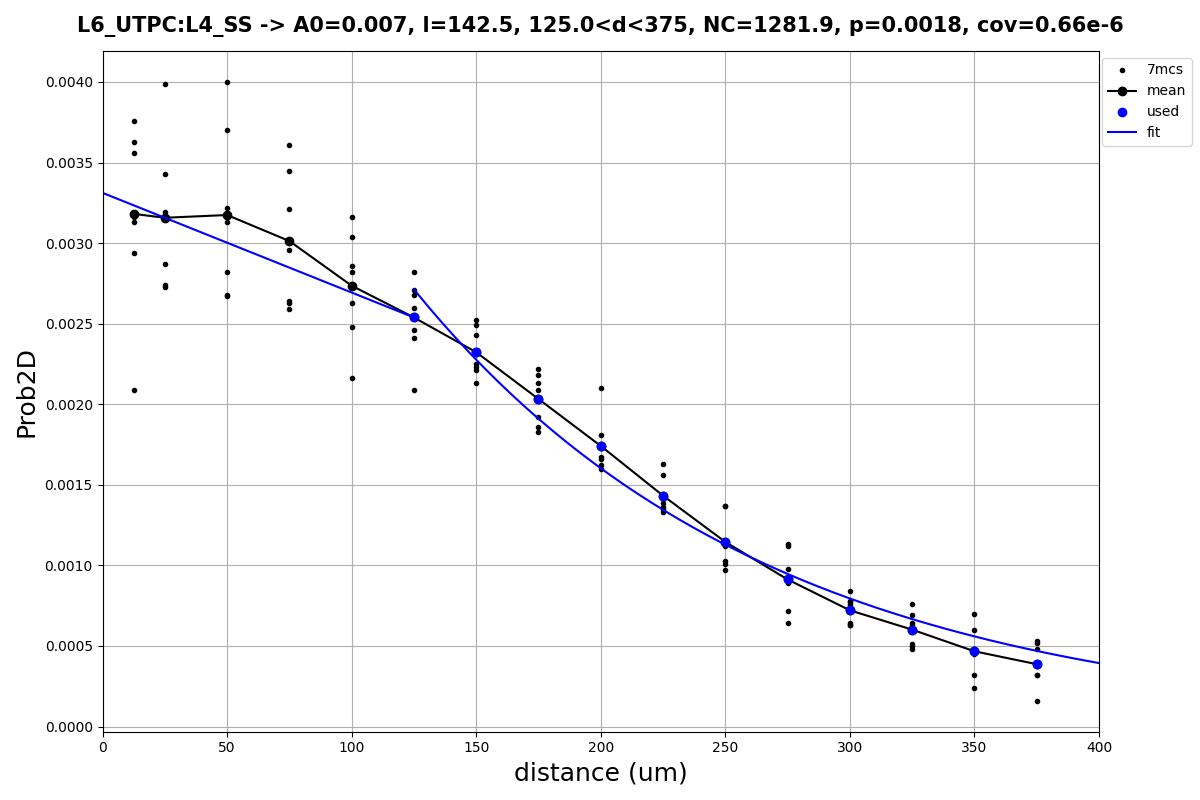 L6_UTPC:L4_SS -> A0=0.007, l=142.5, 125.0<d<375, NC=1281.9, p=0.0018, cov=0.66e-6
7mcs
mean
used
fit
Prob2D
0.0040
0.0035
0.0030
0.0025
0.0020
0.0015
0.0010
0.0005
0.0000
0 50 100 150 200 250 300 350 400
distance (um)